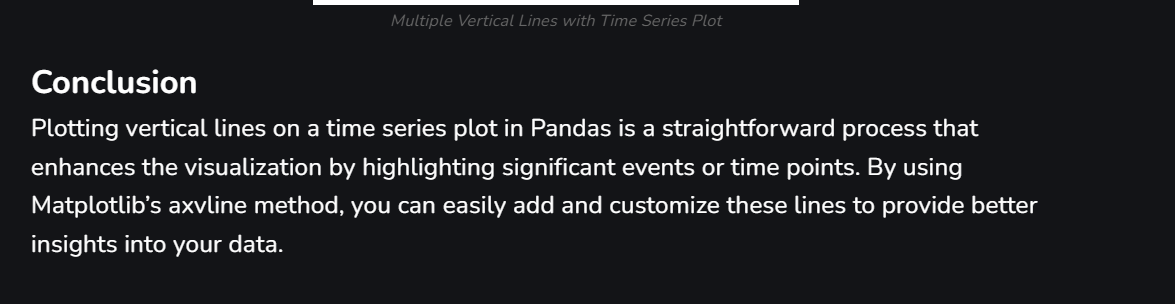 Multiple Vertical Lines with Time Series Plot
Conclusion
Plotting vertical lines on a time series plot in Pandas is a straightforward process that
enhances the visualization by highlighting significant events or time points. By using
Matplotlib’s axvline method, you can easily add and customize these lines to provide better
insights into your data.